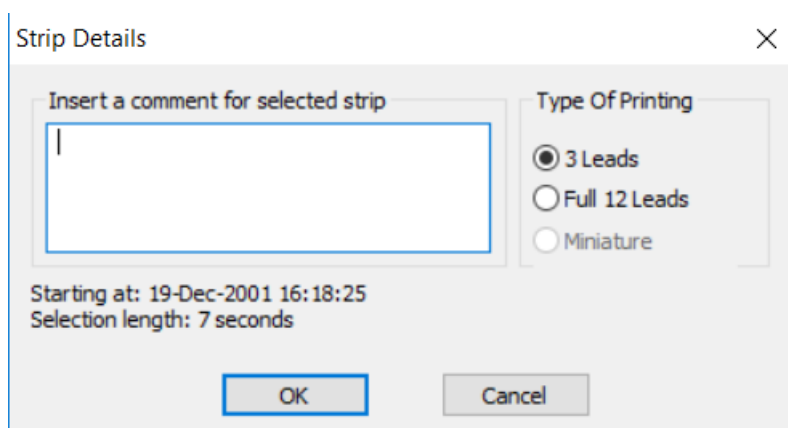 Strip Details
Insert a comment for selected strip
Type Of Printing
3 Leads
Full 12 Leads
Miniature
Starting at: 19-Dec-2001 16:18:25
Selection length: 7 seconds
OK
Cancel